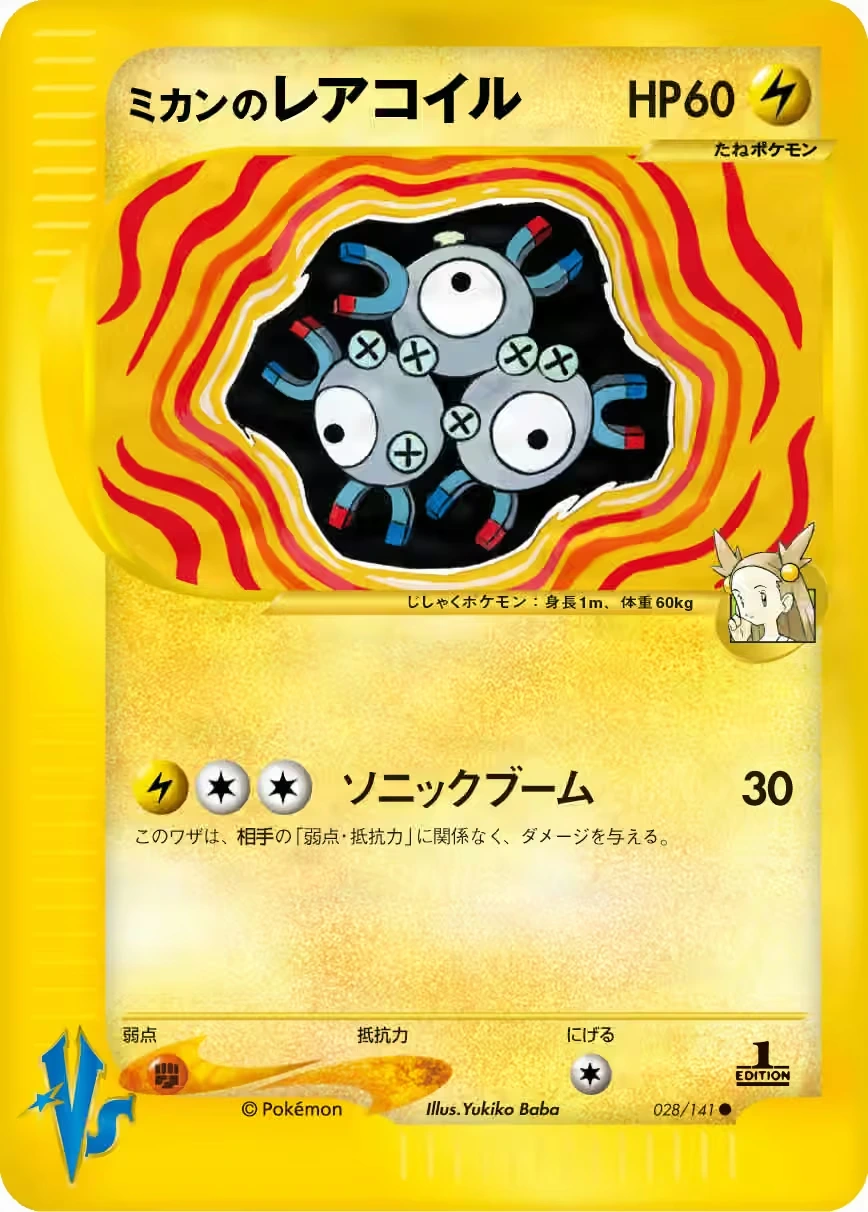 ミカンのレアコイル HP60
たねポケモン
じしゃくポケモン：身長1m、体重60kg
ソニックブーム 30
このワザは、相手の「弱点・抵抗力」に関係なく、ダメージを与える。
弱点 抵抗力 にげる
1
EDITION
VS
© Pokémon Illus.Yukiko Baba 028/141●